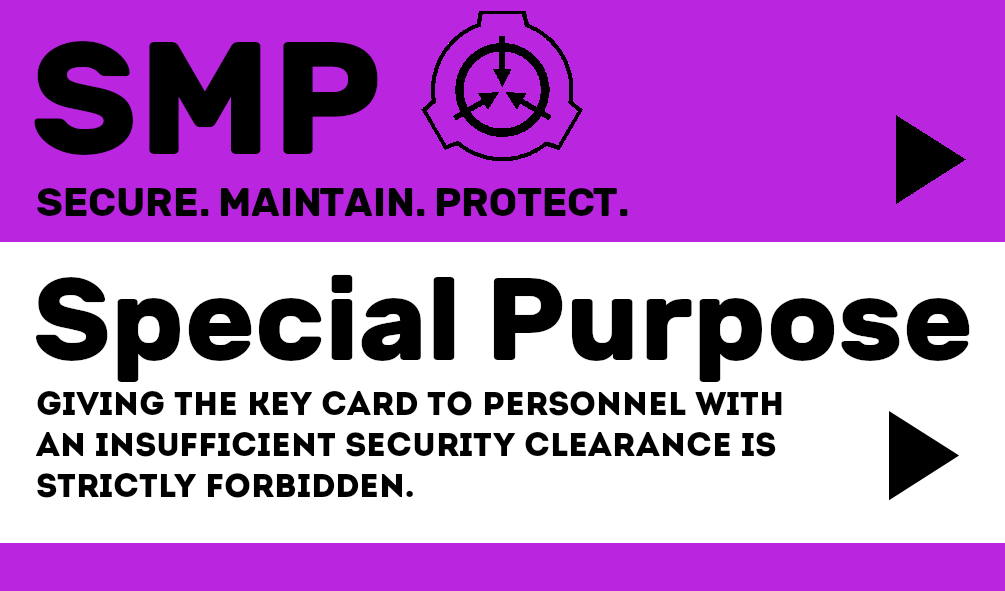 SMP
SECURE. MAINTAIN. PROTECT.
Special Purpose
GIVING THE KEY CARD TO PERSONNEL WITH
AN INSUFFICIENT SECURITY CLEARANCE IS
STRICTLY FORBIDDEN.